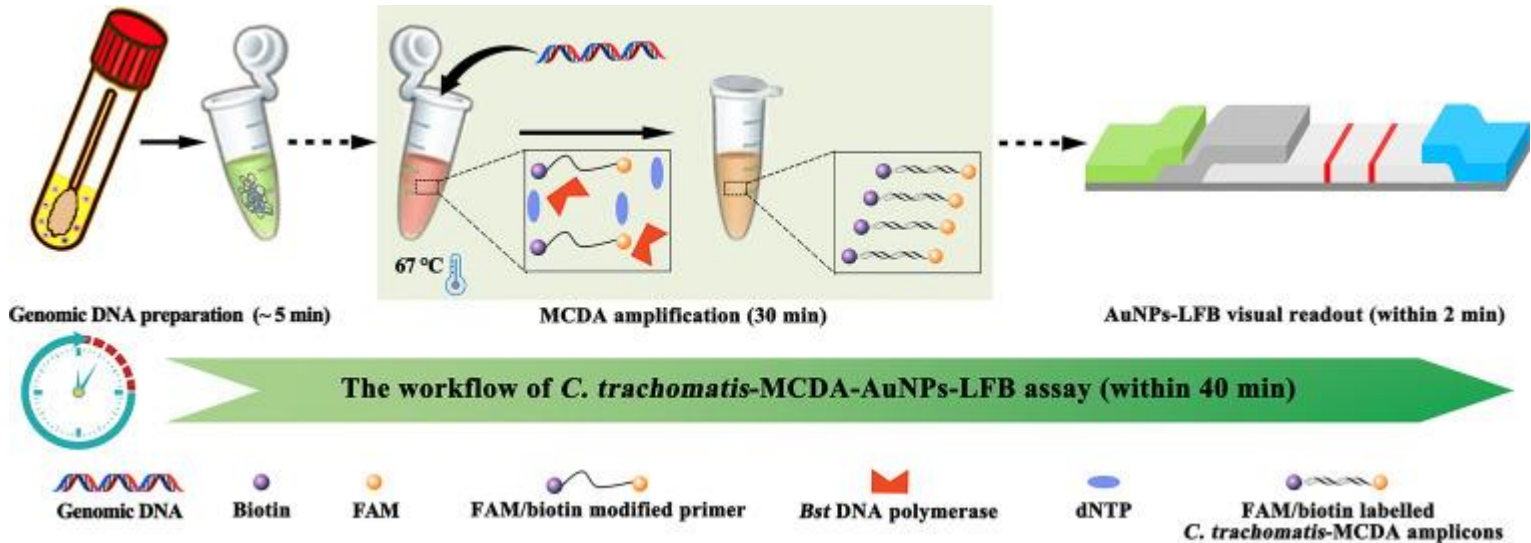 67 °C
Genomic DNA preparation (~5 min)
MCDA amplification (30 min)
AuNPs-LFB visual readout (within 2 min)
The workflow of C. trachomatis-MCDA-AuNPs-LFB assay (within 40 min)
Genomic DNA
Biotin
FAM
FAM/biotin modified primer
Bst DNA polymerase
dNTP
FAM/biotin labelled
C. trachomatis-MCDA amplicons